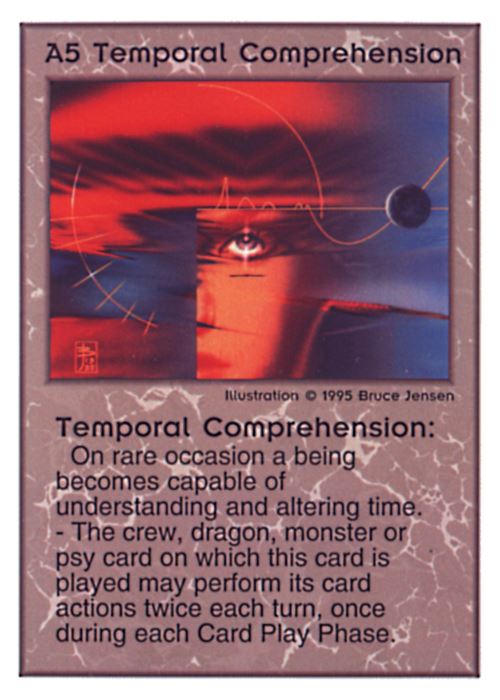 A5 Temporal Comprehension
Illustration © 1995 Bruce Jensen
Temporal Comprehension:
On rare occasion a being
becomes capable of
understanding and altering time.
- The crew, dragon, monster or
psy card on which this card is
played may perform its card
actions twice each turn, once
during each Card Play Phase.